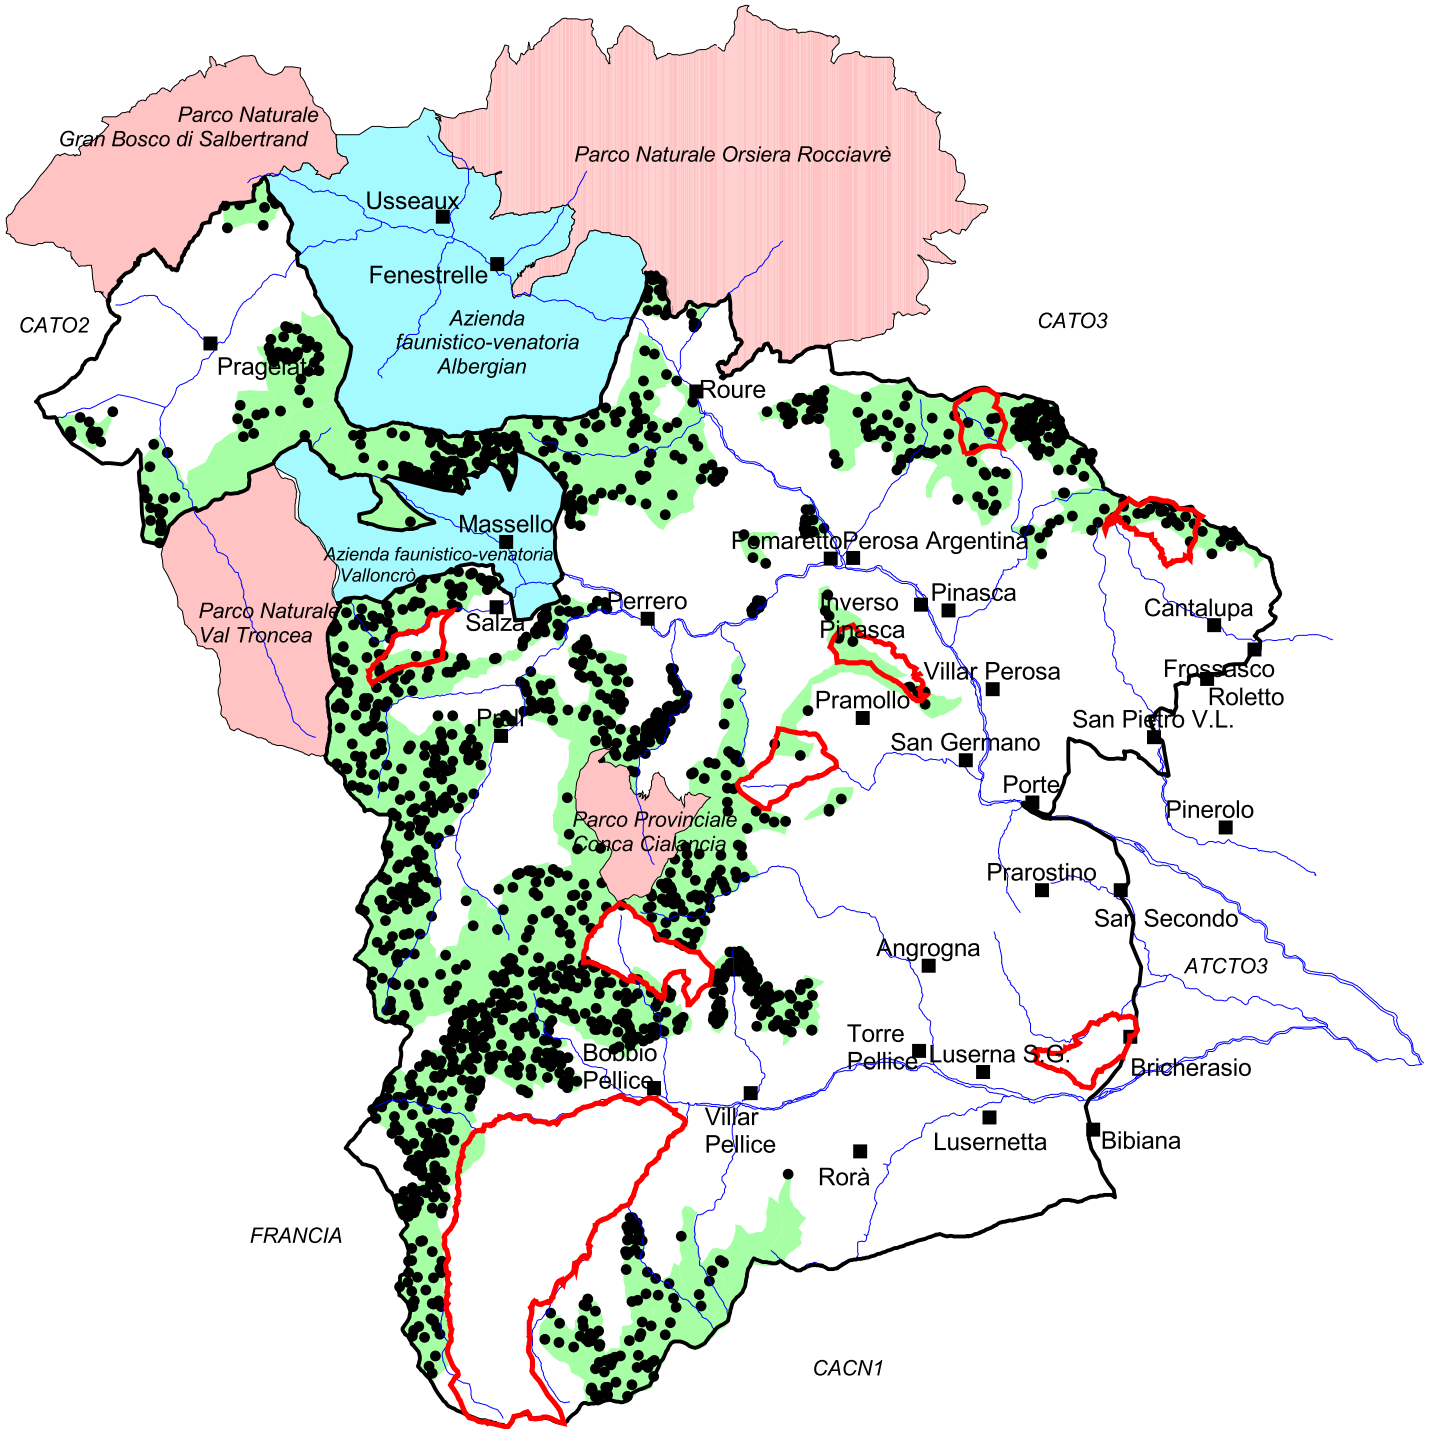 Parco Naturale
Gran Bosco di Salbertrand
Parco Naturale Orsiera Rocciavrè
Usseaux
Fenestrelle
CATO2
Azienda
faunistico-venatoria
Albergian
CATO3
Pragelato
Roure
Massello
Azienda faunistico-venatoria
Valloncrò
Pomaretto
Perosa Argentina
Parco Naturale
Val Troncea
Salza
Perrero
Inverso
Pinasca
Pinasca
Cantalupa
Villar Perosa
Frossasco
Roletto
Pramollo
Prali
San Germano
San Pietro V.L.
Porte
Pinerolo
Parco Provinciale
Conca Cialancia
Prarostino
San Secondo
Angrogna
ATCTO3
Torre
Pellice
Luserna S.G.
Bobbio
Pellice
Bricherasio
Villar
Pellice
Lusernetta
Bibiana
Rorà
FRANCIA
CACN1